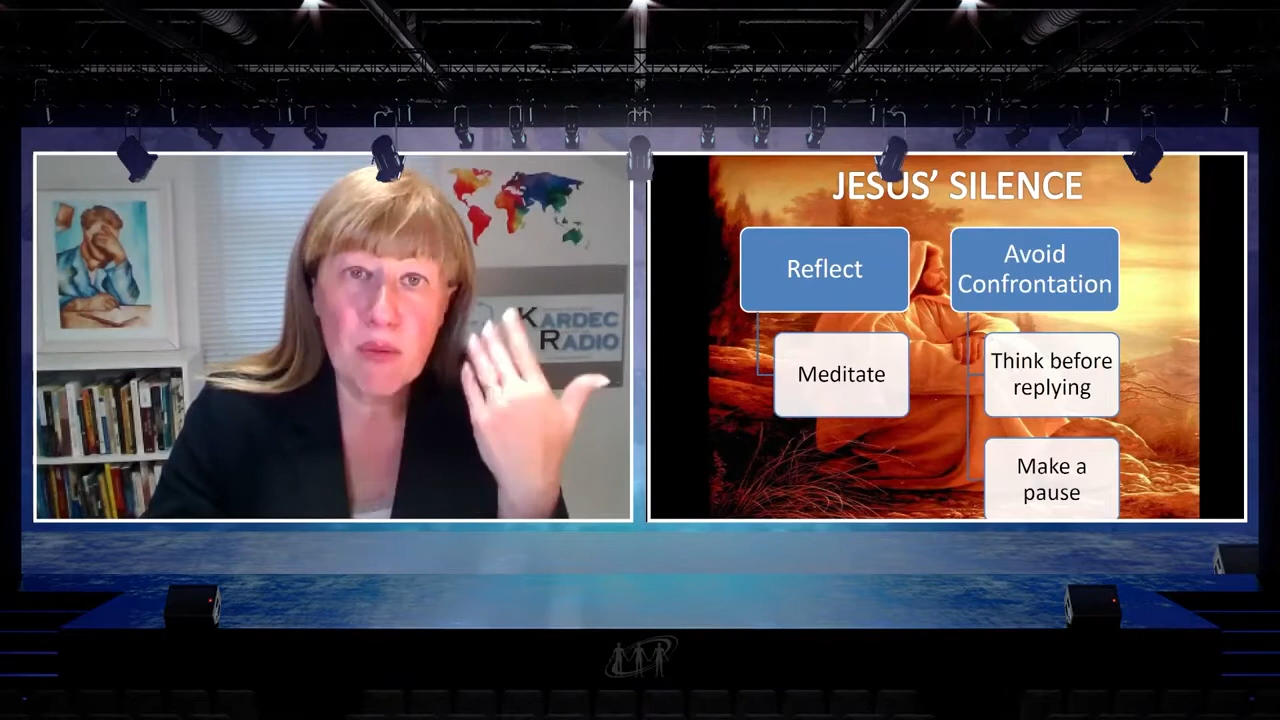 KARDEC
RADIO
JESUS’ SILENCE
Reflect
Avoid
Confrontation
Meditate
Think before
replying
Make a
pause